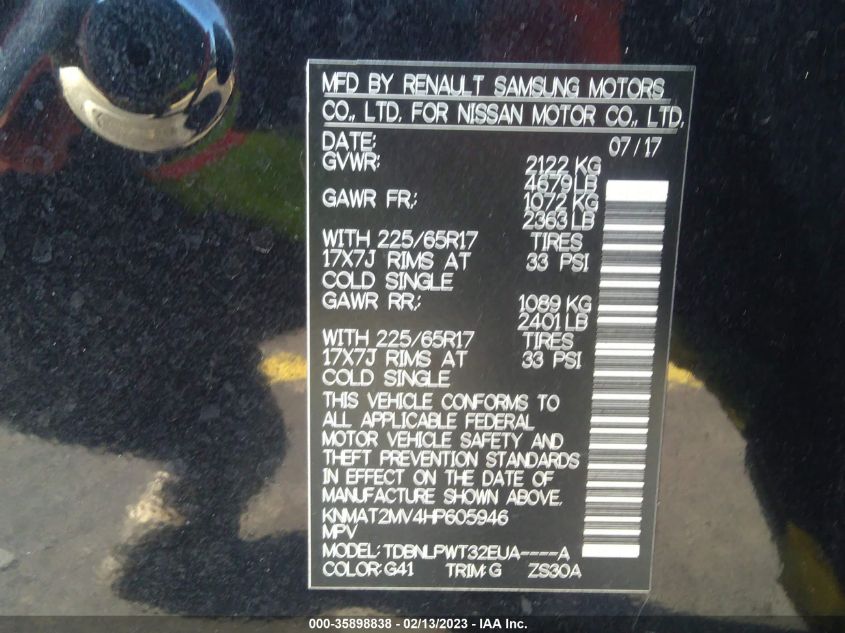 MFD BY RENAULT SAMSUNG MOTORS
CO., LTD. FOR NISSAN MOTOR CO., LTD.
DATE: 07/17
GVWR: 2122 KG
4679 LB
GAWR FR.: 1072 KG
2363 LB
WITH 225/65R17 TIRES
17X7J RIMS AT 33 PSI
COLD SINGLE
GAWR RR.: 1089 KG
2401 LB
WITH 225/65R17 TIRES
17X7J RIMS AT 33 PSI
COLD SINGLE
THIS VEHICLE CONFORMS TO
ALL APPLICABLE FEDERAL
MOTOR VEHICLE SAFETY AND
THEFT PREVENTION STANDARDS
IN EFFECT ON THE DATE OF
MANUFACTURE SHOWN ABOVE.
KNMAT2MV4HP605946
MPV
MODEL: TDBNLPWT32EUA----A
COLOR: G41 TRIM: G ZS30A
000-35898838 - 02/13/2023 - IAA Inc.